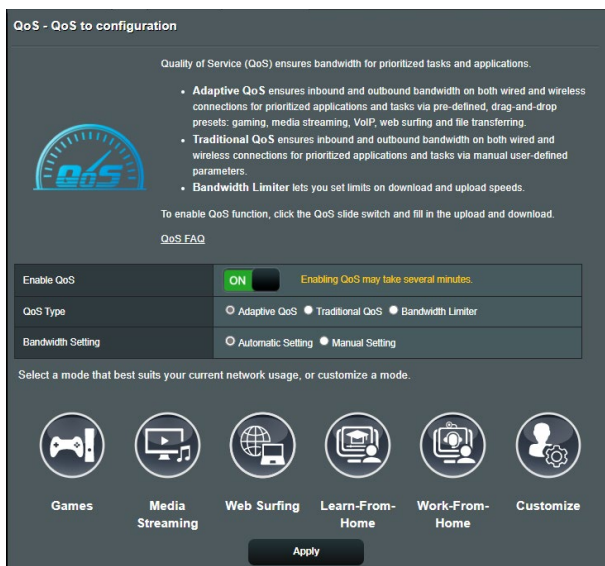 QoS - QoS to configuration
Quality of Service (QoS) ensures bandwidth for prioritized tasks and applications.
• Adaptive QoS ensures inbound and outbound bandwidth on both wired and wireless
connections for prioritized applications and tasks via pre-defined, drag-and-drop
presets: gaming, media streaming, VoIP, web surfing and file transferring.
• Traditional QoS ensures inbound and outbound bandwidth on both wired and
wireless connections for prioritized applications and tasks via manual user-defined
parameters.
• Bandwidth Limiter lets you set limits on download and upload speeds.
QoS
To enable QoS function, click the QoS slide switch and fill in the upload and download.
QoS FAQ
Enable QoS ON Enabling QoS may take several minutes.
QoS Type Adaptive QoS Traditional QoS Bandwidth Limiter
Bandwidth Setting Automatic Setting Manual Setting
Select a mode that best suits your current network usage, or customize a mode.
Games Media Web Surfing Learn-From- Work-From- Customize
Streaming Home Home
Apply